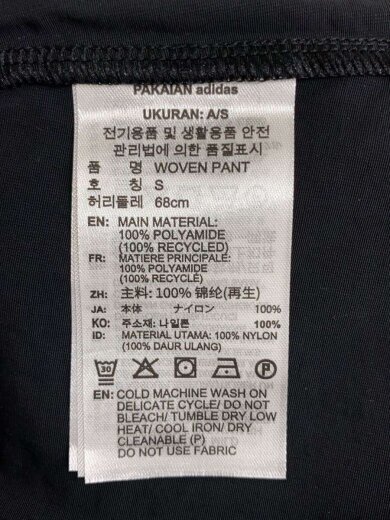 PAKAIAN adidas
UKURAN: A/S
전기용품 및 생활용품 안전
관리법에 의한 품질표시
품 명 WOVEN PANT
호 칭 S
허리둘레 68cm
EN: MAIN MATERIAL:
100% POLYAMIDE
(100% RECYCLED)
FR: MATIERE PRINCIPALE:
100% POLYAMIDE
(100% RECYCLÉ)
ZH: 主料: 100% 锦纶(再生)
JA: 本体 ナイロン 100%
KO: 주소재: 나일론 100%
ID: MATERIAL UTAMA: 100% NYLON
(100% DAUR ULANG)
30 P
EN: COLD MACHINE WASH ON
DELICATE CYCLE/ DO NOT
BLEACH/ TUMBLE DRY LOW
HEAT/ COOL IRON/ DRY
CLEANABLE (P)
DO NOT USE FABRIC